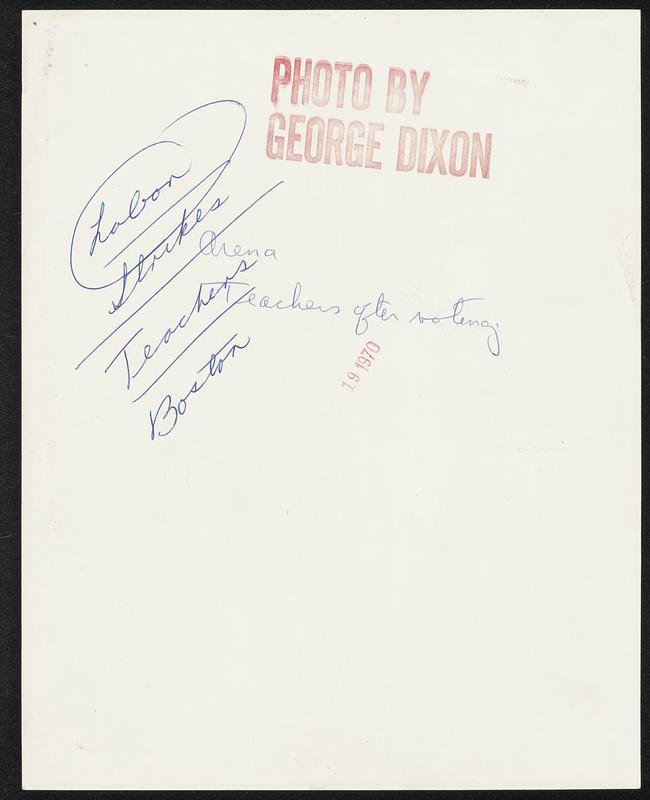 PHOTO BY
GEORGE DIXON
Labor
Strikes
Teachers
Boston
Arena
Teachers after voting.
19 1970